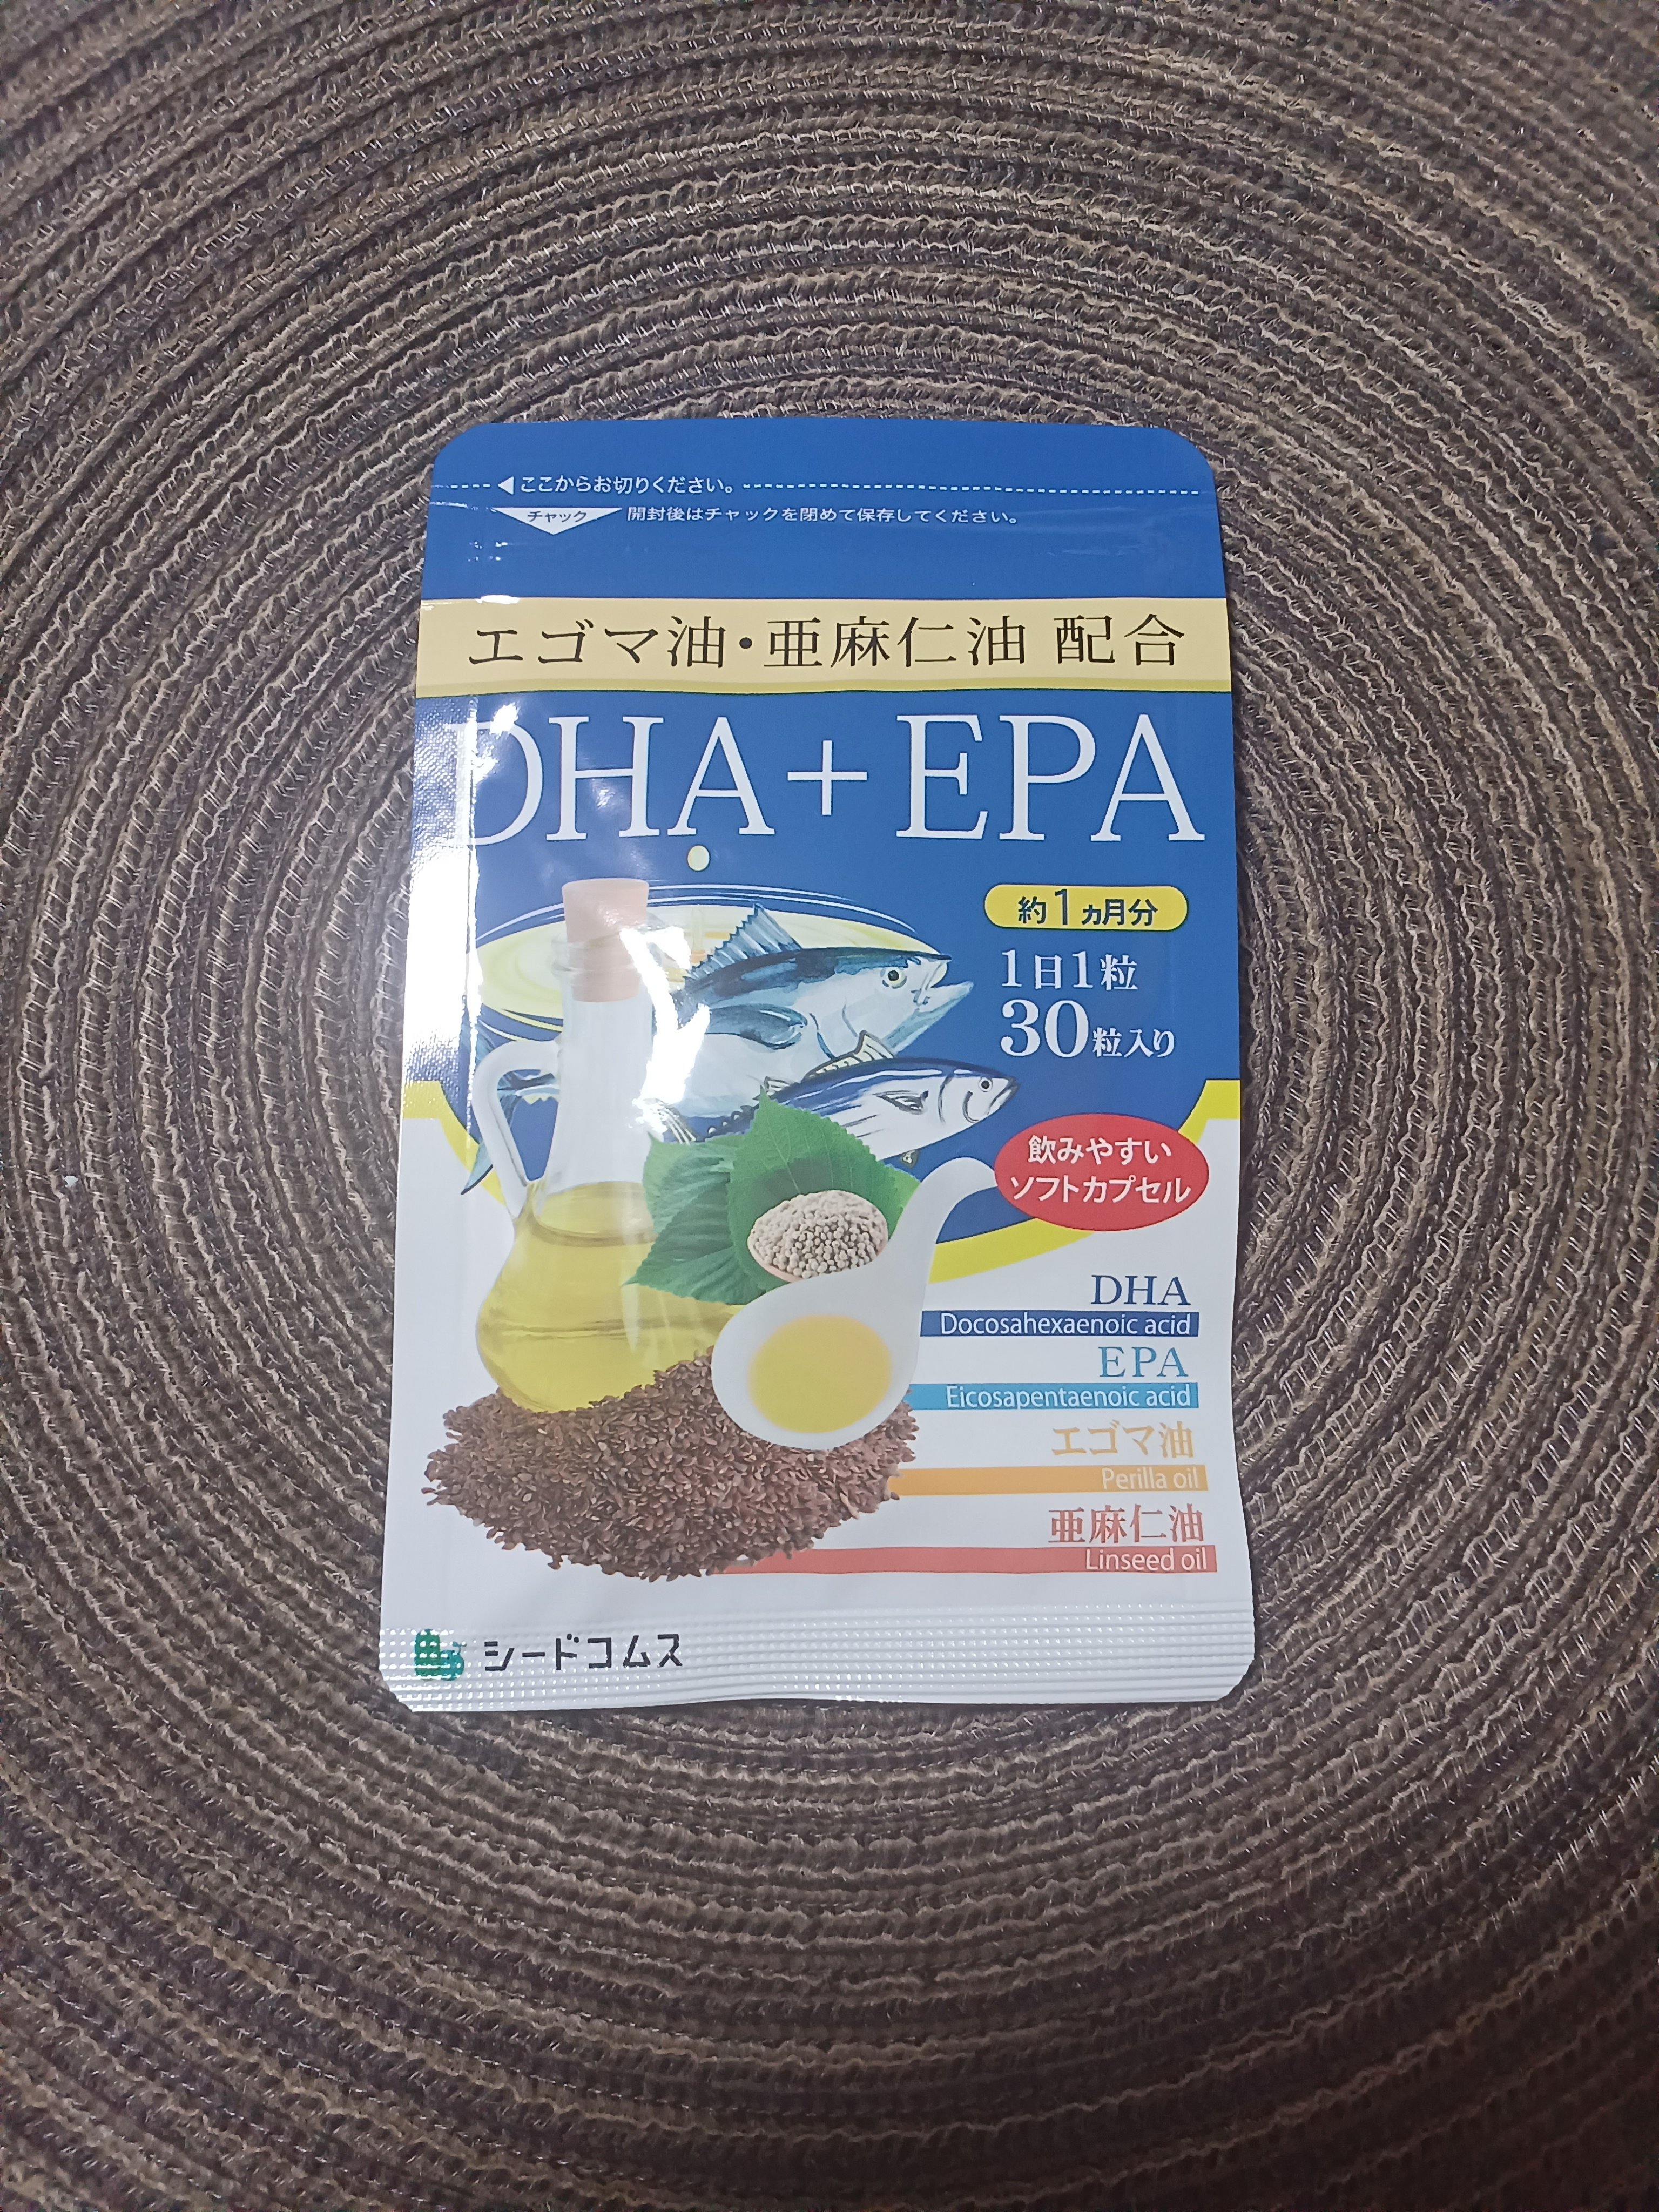 ここからお切りください。
チャック 開封後はチャックを閉めて保存してください。
エゴマ油・亜麻仁油 配合
DHA+EPA
約1ヵ月分
1日1粒
30粒入り
飲みやすい
ソフトカプセル
DHA
Docosahexaenoic acid
EPA
Eicosapentaenoic acid
エゴマ油
Perilla oil
亜麻仁油
Linseed oil
シードコムス